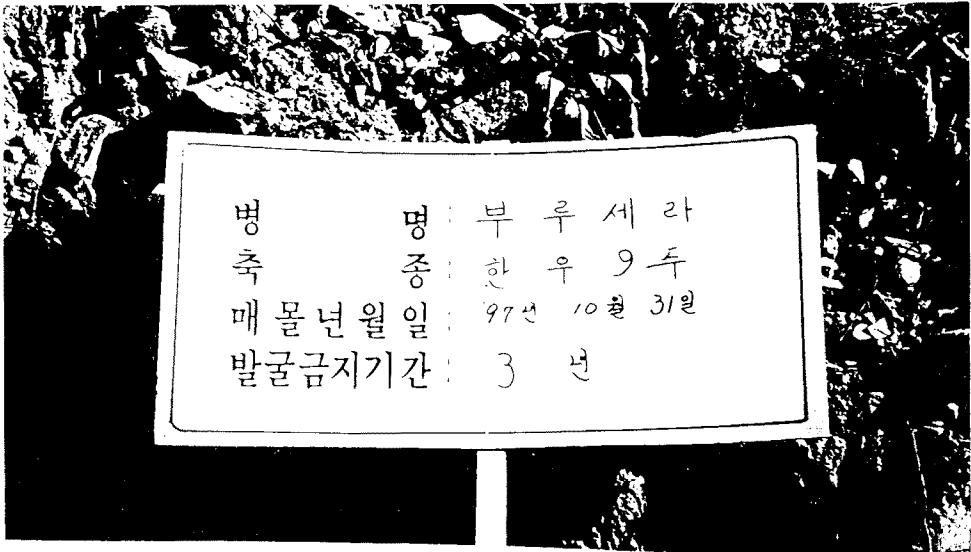 병 명 : 부 루 세 라
축 종 : 한 우 9 두
매 몰 년 월 일 : 97년 10월 31일
발굴금지기간 : 3 년